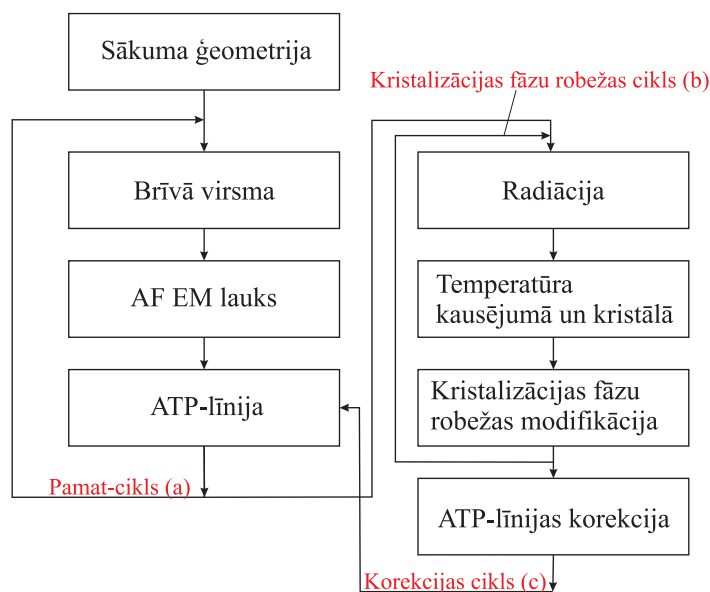 Sākuma ģeometrija
Brīvā virsma
AF EM lauks
ATP-līnija
Pamat-cikls (a)
Kristalizācijas fāzu robežas cikls (b)
Radiācija
Temperatūra
kausējumā un kristālā
Kristalizācijas fāzu
robežas modifikācija
ATP-līnijas korekcija
Korekcijas cikls (c)